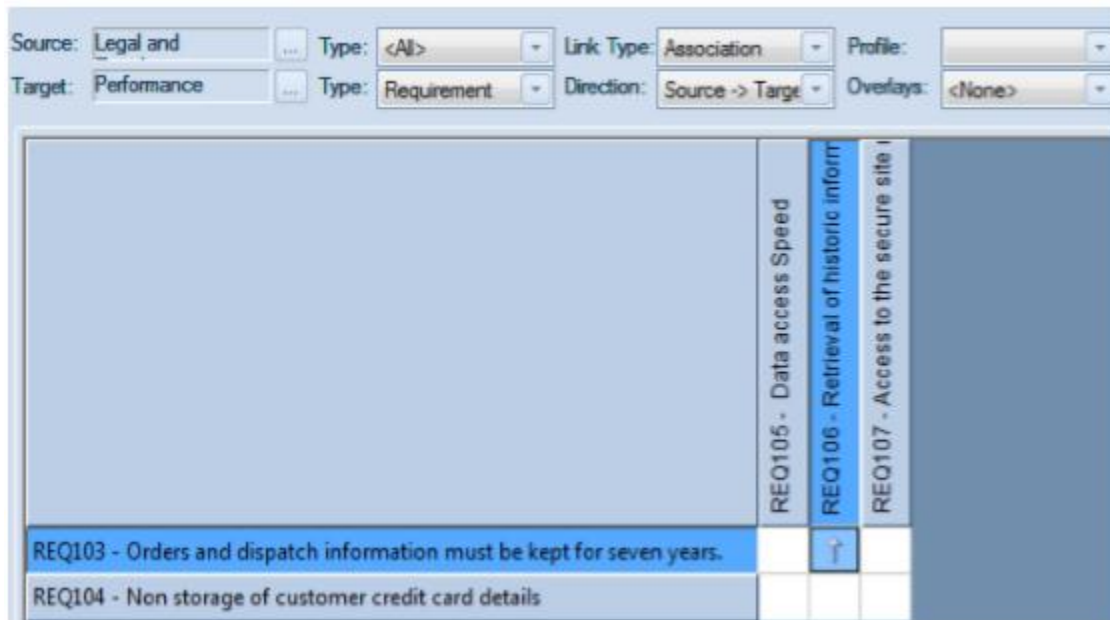 Source: Legal and ... Type: <All> Link Type: Association Profile:
Target: Performance ... Type: Requirement Direction: Source -> Targe Overlays: <None>
REQ105 - Data access Speed
REQ106 - Retrieval of historic inform
REQ107 - Access to the secure site
REQ103 - Orders and dispatch information must be kept for seven years.
REQ104 - Non storage of customer credit card details